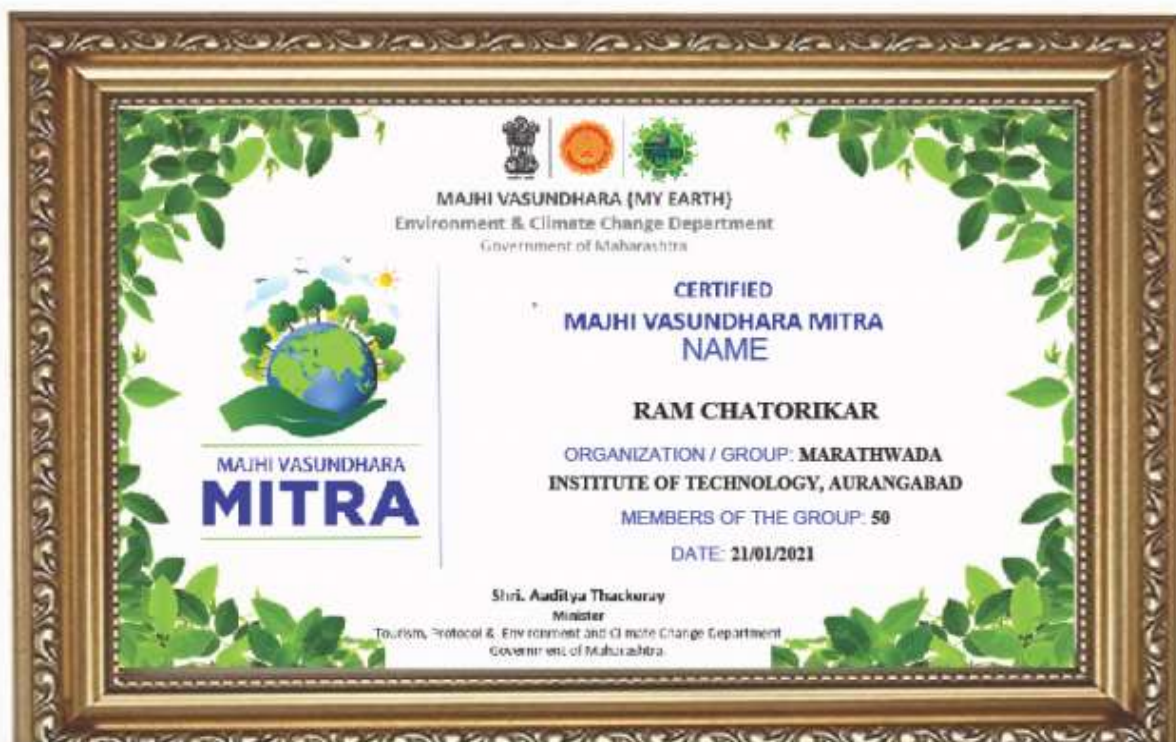 MAJHI VASUNDHARA (MY EARTH)
Environment & Climate Change Department
Government of Maharashtra
CERTIFIED
MAJHI VASUNDHARA MITRA
NAME
RAM CHATORIKAR
ORGANIZATION / GROUP: MARATHWADA
INSTITUTE OF TECHNOLOGY, AURANGABAD
MEMBERS OF THE GROUP: 50
DATE: 21/01/2021
MAJHI VASUNDHARA
MITRA
Shri. Aaditya Thackeray
Minister
Tourism, Protocol & Environment and Climate Change Department
Government of Maharashtra